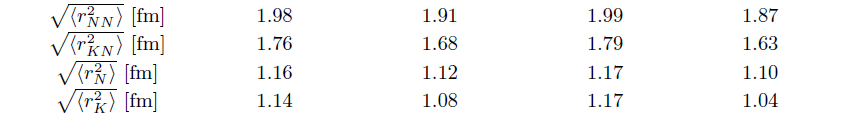 √⟨r²_NN⟩ [fm] 1.98 1.91 1.99 1.87
√⟨r²_KN⟩ [fm] 1.76 1.68 1.79 1.63
√⟨r²_N⟩ [fm] 1.16 1.12 1.17 1.10
√⟨r²_K⟩ [fm] 1.14 1.08 1.17 1.04